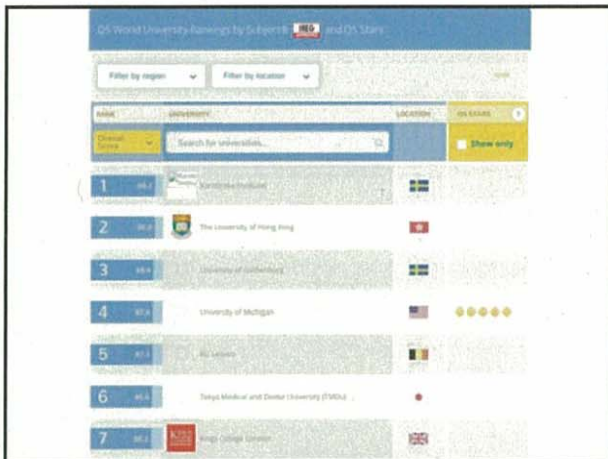 QS World University Rankings by Subject IREG and QS Stars
Filter by region Filter by location
RANK UNIVERSITY LOCATION QS STARS ?
Overall Score Search for universities... Show only
1 Karolinska Institutet
2 The University of Hong Kong
3 University of Gothenburg
4 University of Michigan
5 KU Leuven
6 Tokyo Medical and Dental University (TMDU)
7 King's College London